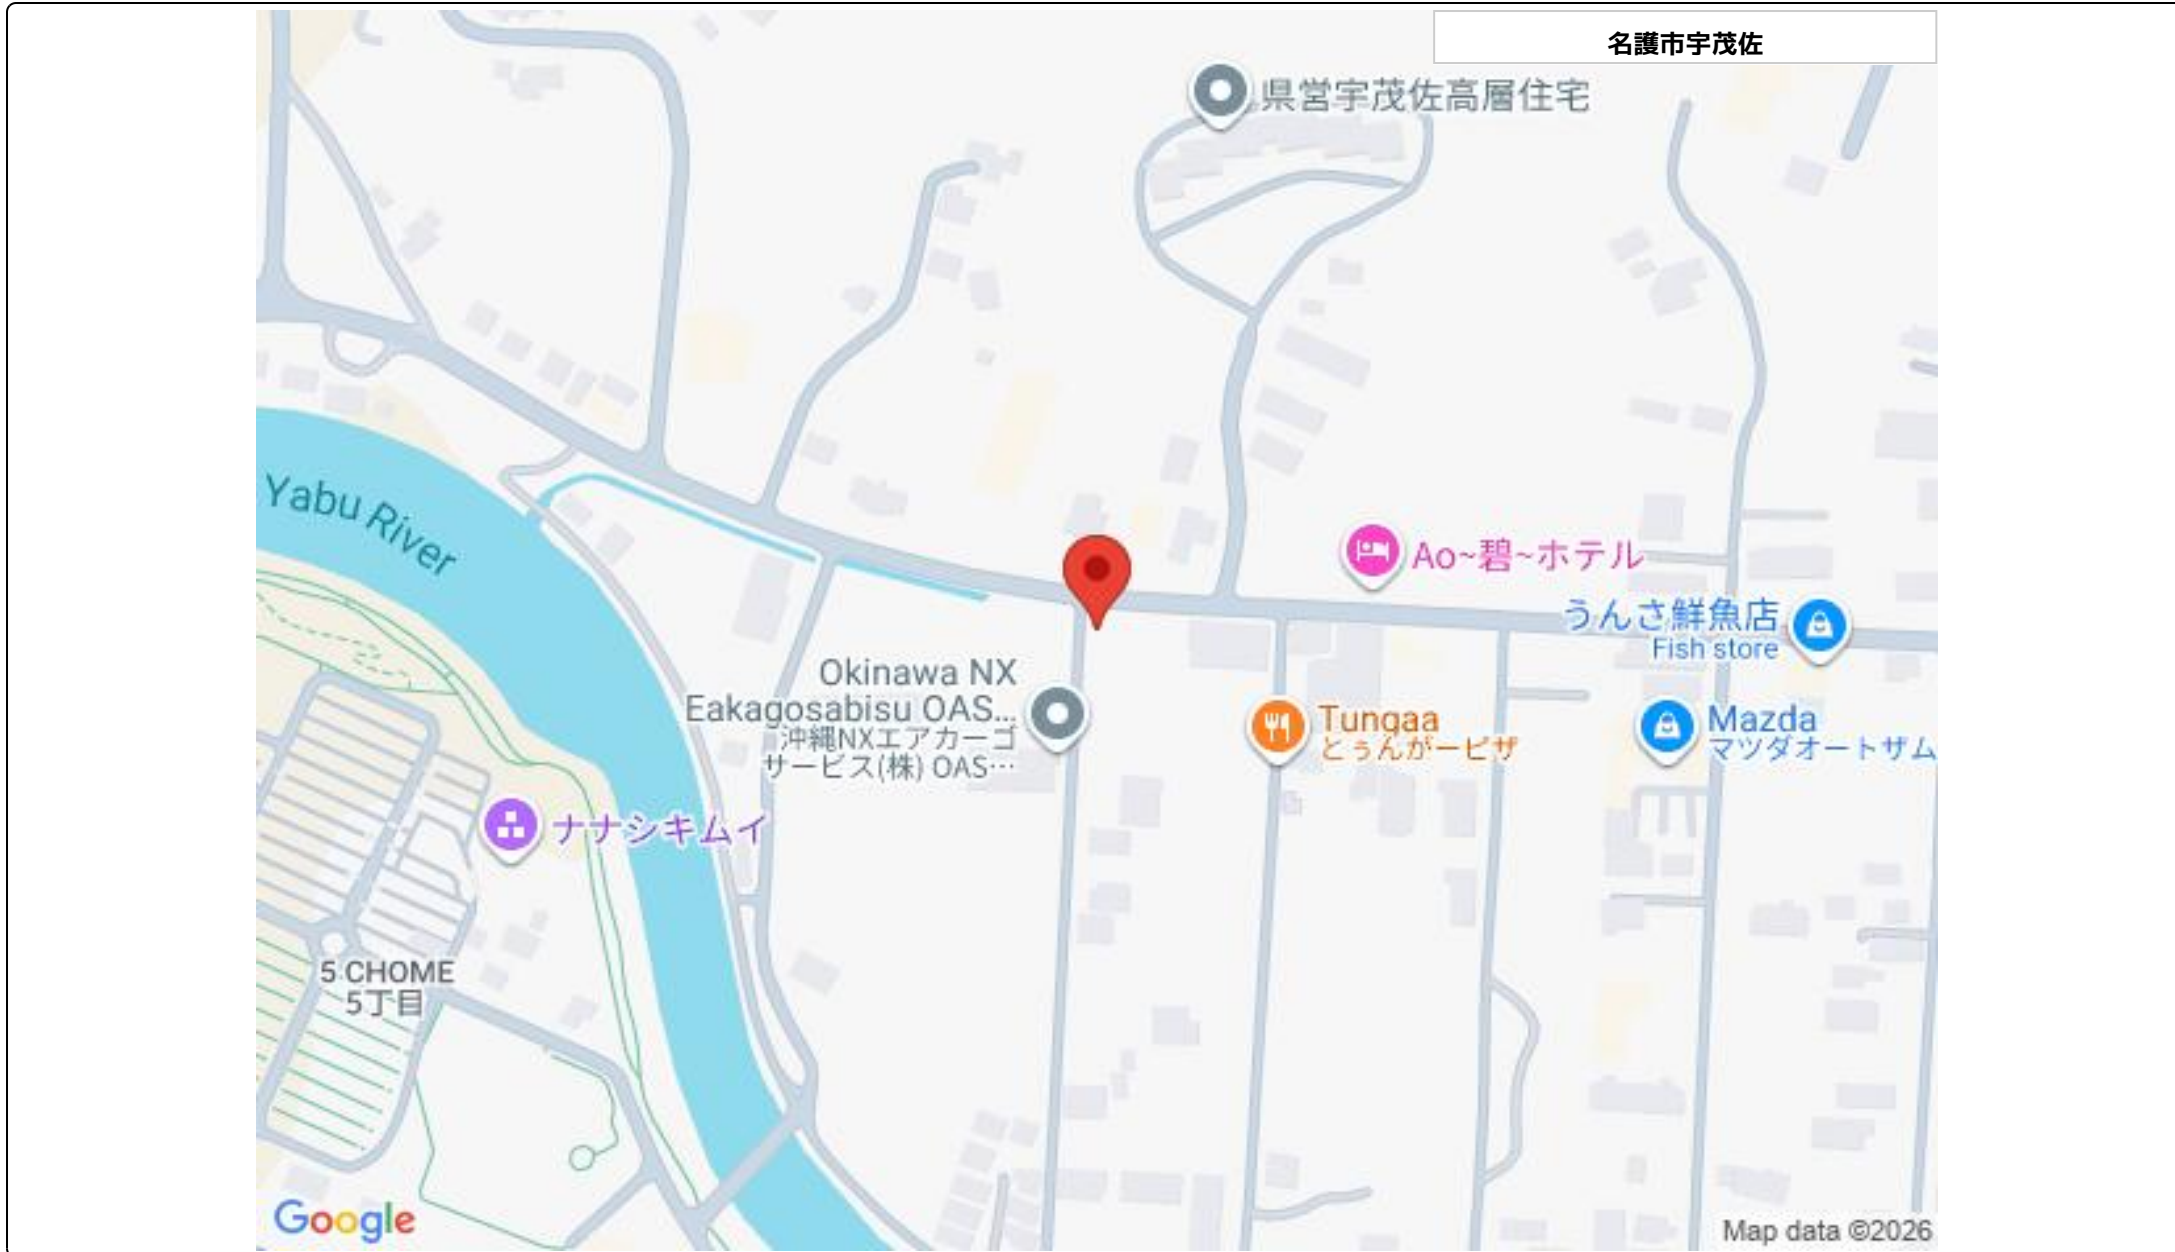 名護市宇茂佐
県営宇茂佐高層住宅
Yabu River
Ao~碧~ホテル
うんさ鮮魚店
Fish store
Okinawa NX
Eakagosabisu OAS...
沖縄NXエアカーゴ
サービス(株) OAS…
Tungaa
とぅんがーピザ
Mazda
マツダオートザム
ナナシキムイ
5 CHOME
5丁目
Google
Map data ©2026